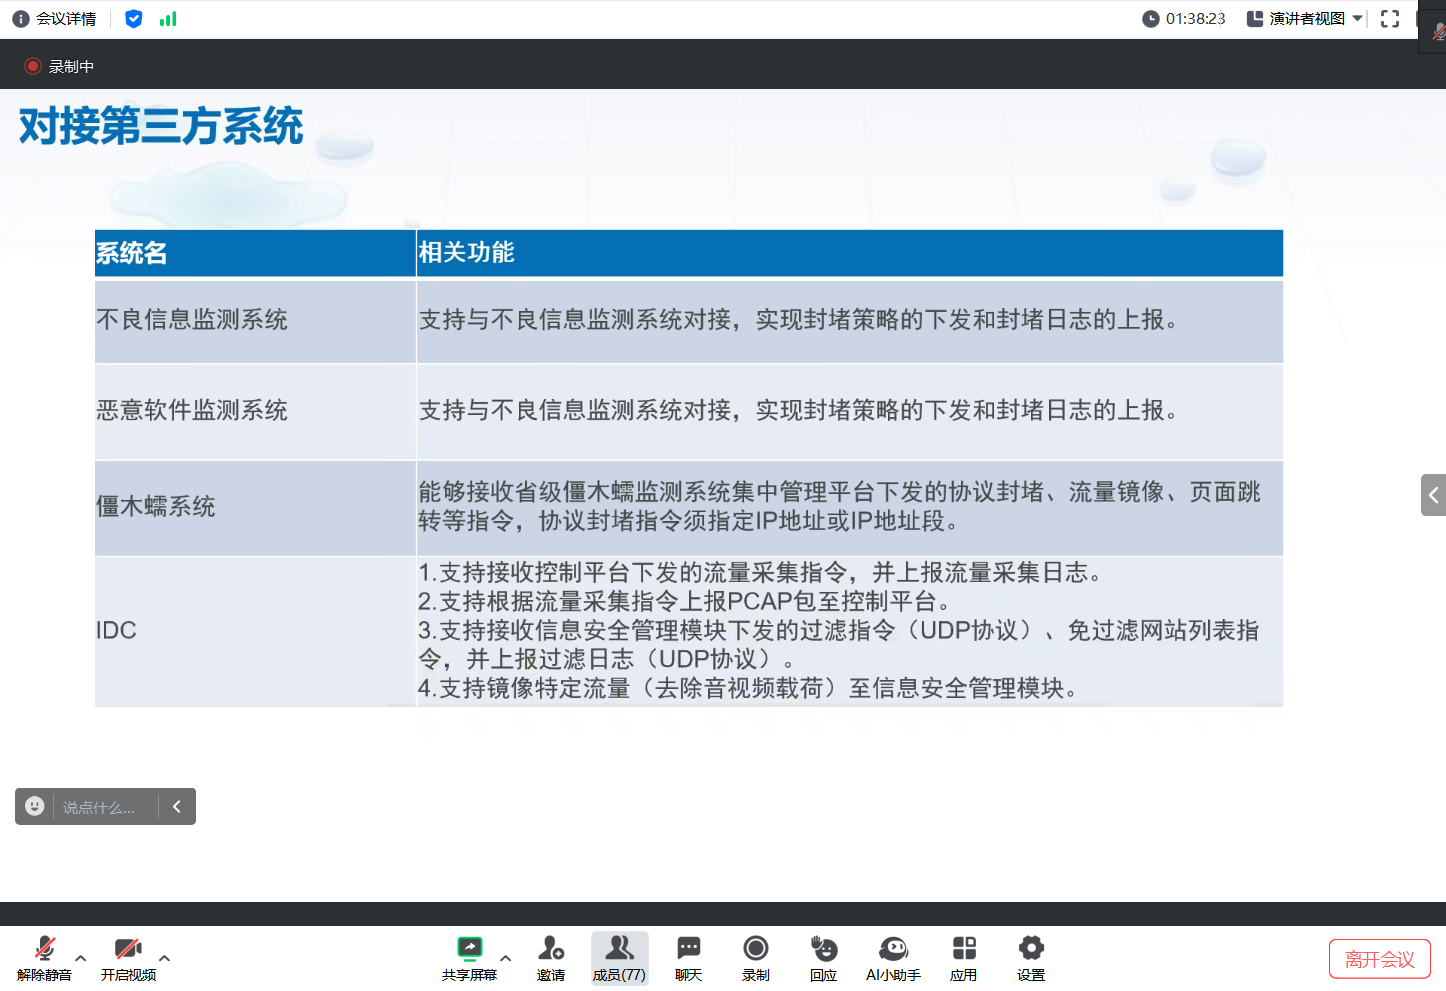 会议详情
01:38:23
演讲者视图
录制中
对接第三方系统
系统名
相关功能
不良信息监测系统
支持与不良信息监测系统对接，实现封堵策略的下发和封堵日志的上报。
恶意软件监测系统
支持与不良信息监测系统对接，实现封堵策略的下发和封堵日志的上报。
僵木蠕系统
能够接收省级僵木蠕监测系统集中管理平台下发的协议封堵、流量镜像、页面跳
转等指令，协议封堵指令须指定IP地址或IP地址段。
IDC
1.支持接收控制平台下发的流量采集指令，并上报流量采集日志。
2.支持根据流量采集指令上报PCAP包至控制平台。
3.支持接收信息安全管理模块下发的过滤指令（UDP协议）、免过滤网站列表指
令，并上报过滤日志（UDP协议）。
4.支持镜像特定流量（去除音视频载荷）至信息安全管理模块。
说点什么...
解除静音
开启视频
共享屏幕
邀请
成员(77)
聊天
录制
回应
AI小助手
应用
设置
离开会议